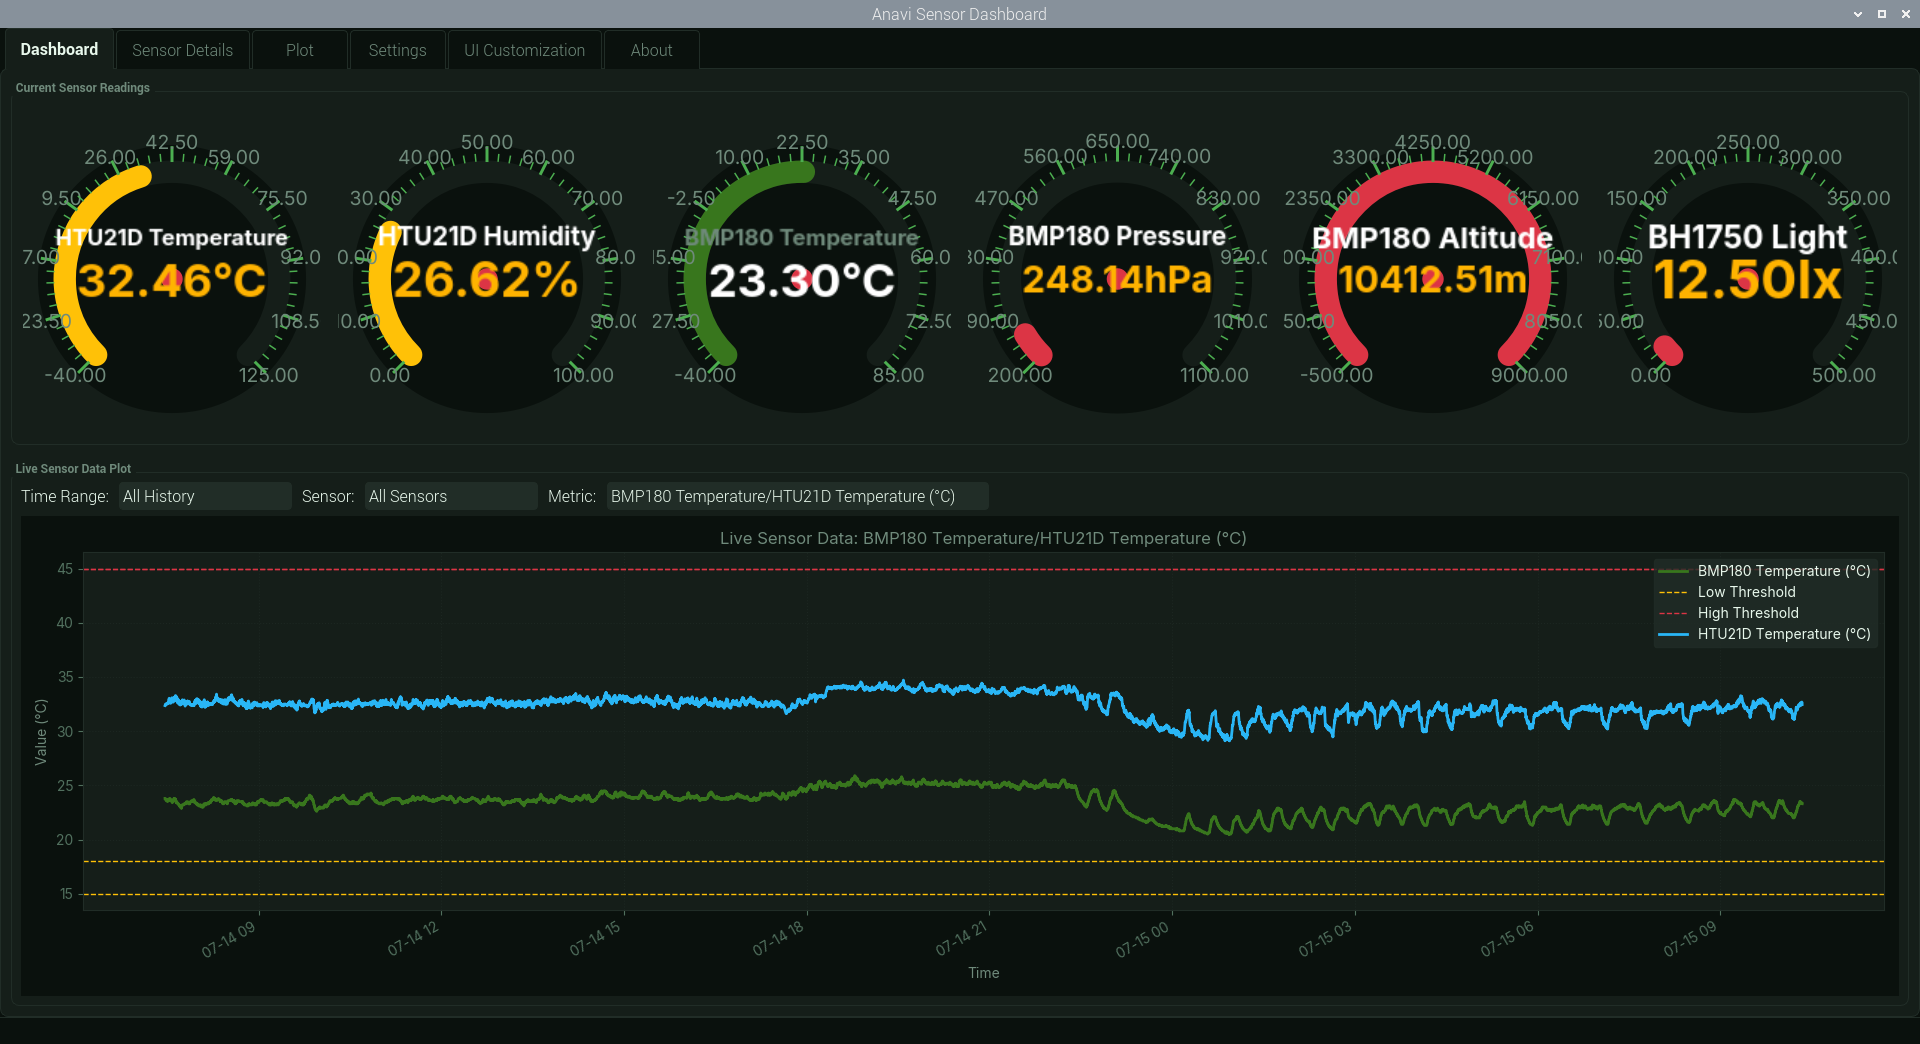 Anavi Sensor Dashboard
Dashboard Sensor Details Plot Settings UI Customization About
Current Sensor Readings
-40.00 23.50 7.00 9.50 26.00 42.50 59.00 75.50 92.0 108.5 125.00
HTU21D Temperature
32.46°C
0.00 0.00 0.00 30.00 40.00 50.00 60.00 70.00 80.0 90.00 100.00
HTU21D Humidity
26.62%
-40.00 27.50 15.00 -2.50 10.00 22.50 35.00 47.50 60.0 72.50 85.00
BMP180 Temperature
23.30°C
200.00 90.00 80.00 470.00 560.00 650.00 740.00 830.00 920.0 1010.0 1100.00
BMP180 Pressure
248.14hPa
-500.00 50.00 00.00 2350.00 3300.00 4250.00 5200.00 6150.00 7100.0 8050.0 9000.00
BMP180 Altitude
10412.51m
0.00 50.00 00.00 150.00 200.00 250.00 300.00 350.00 400.0 450.0 500.00
BH1750 Light
12.50lx
Live Sensor Data Plot
Time Range: All History Sensor: All Sensors Metric: BMP180 Temperature/HTU21D Temperature (°C)
Live Sensor Data: BMP180 Temperature/HTU21D Temperature (°C)
BMP180 Temperature (°C)
Low Threshold
High Threshold
HTU21D Temperature (°C)
Value (°C)
45
40
35
30
25
20
15
07-14 09 07-14 12 07-14 15 07-14 18 07-14 21 07-15 00 07-15 03 07-15 06 07-15 09
Time